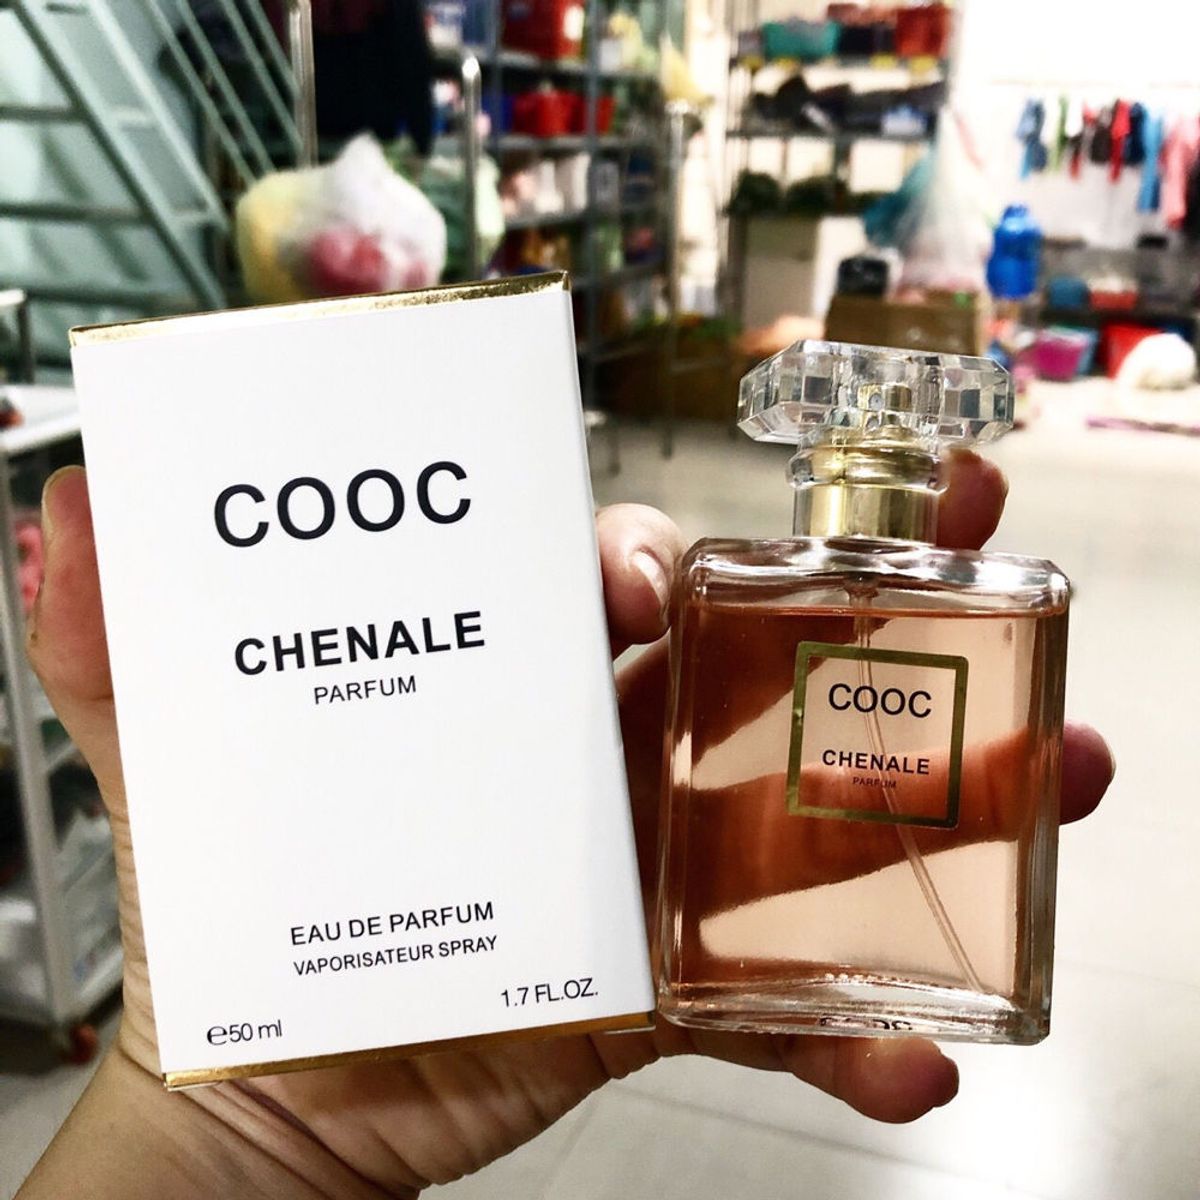 COOC
CHENALE
PARFUM
EAU DE PARFUM
VAPORISATEUR SPRAY
1.7 FL.OZ.
℮50 ml
COOC
CHENALE
PARFUM